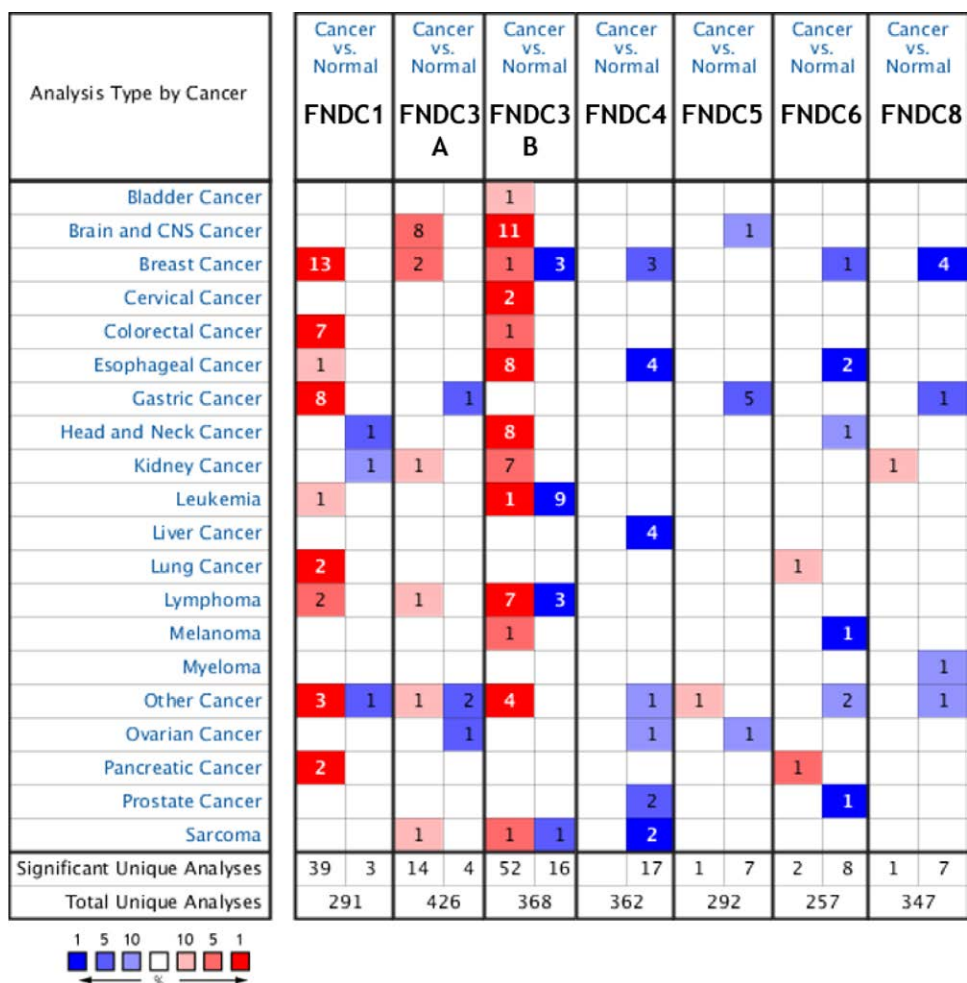 Analysis Type by Cancer
Cancer vs. Normal Cancer vs. Normal Cancer vs. Normal Cancer vs. Normal Cancer vs. Normal Cancer vs. Normal Cancer vs. Normal
FNDC1 FNDC3 A FNDC3 B FNDC4 FNDC5 FNDC6 FNDC8
Bladder Cancer 1
Brain and CNS Cancer 8 11 1
Breast Cancer 13 2 1 3 3 1 4
Cervical Cancer 2
Colorectal Cancer 7 1
Esophageal Cancer 1 8 4 2
Gastric Cancer 8 1 5 1
Head and Neck Cancer 1 8 1
Kidney Cancer 1 1 7 1
Leukemia 1 1 9
Liver Cancer 4
Lung Cancer 2 1
Lymphoma 2 1 7 3
Melanoma 1 1
Myeloma 1
Other Cancer 3 1 1 2 4 1 1 2 1
Ovarian Cancer 1 1 1
Pancreatic Cancer 2 1
Prostate Cancer 2 1
Sarcoma 1 1 1 2
Significant Unique Analyses 39 3 14 4 52 16 17 1 7 2 8 1 7
Total Unique Analyses 291 426 368 362 292 257 347
1 5 10 10 5 1
%